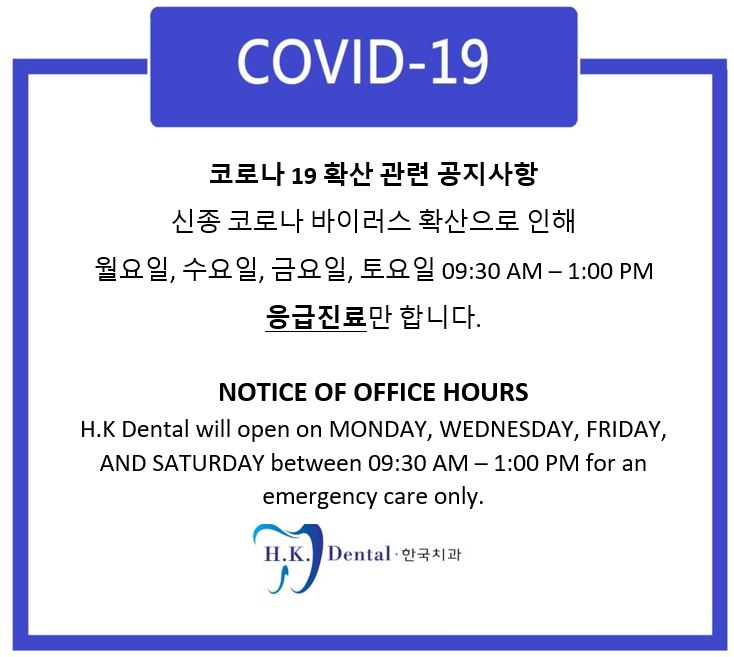 COVID-19
코로나 19 확산 관련 공지사항
신종 코로나 바이러스 확산으로 인해
월요일, 수요일, 금요일, 토요일 09:30 AM – 1:00 PM
응급진료만 합니다.
NOTICE OF OFFICE HOURS
H.K Dental will open on MONDAY, WEDNESDAY, FRIDAY,
AND SATURDAY between 09:30 AM – 1:00 PM for an
emergency care only.
H.K. Dental · 한국치과